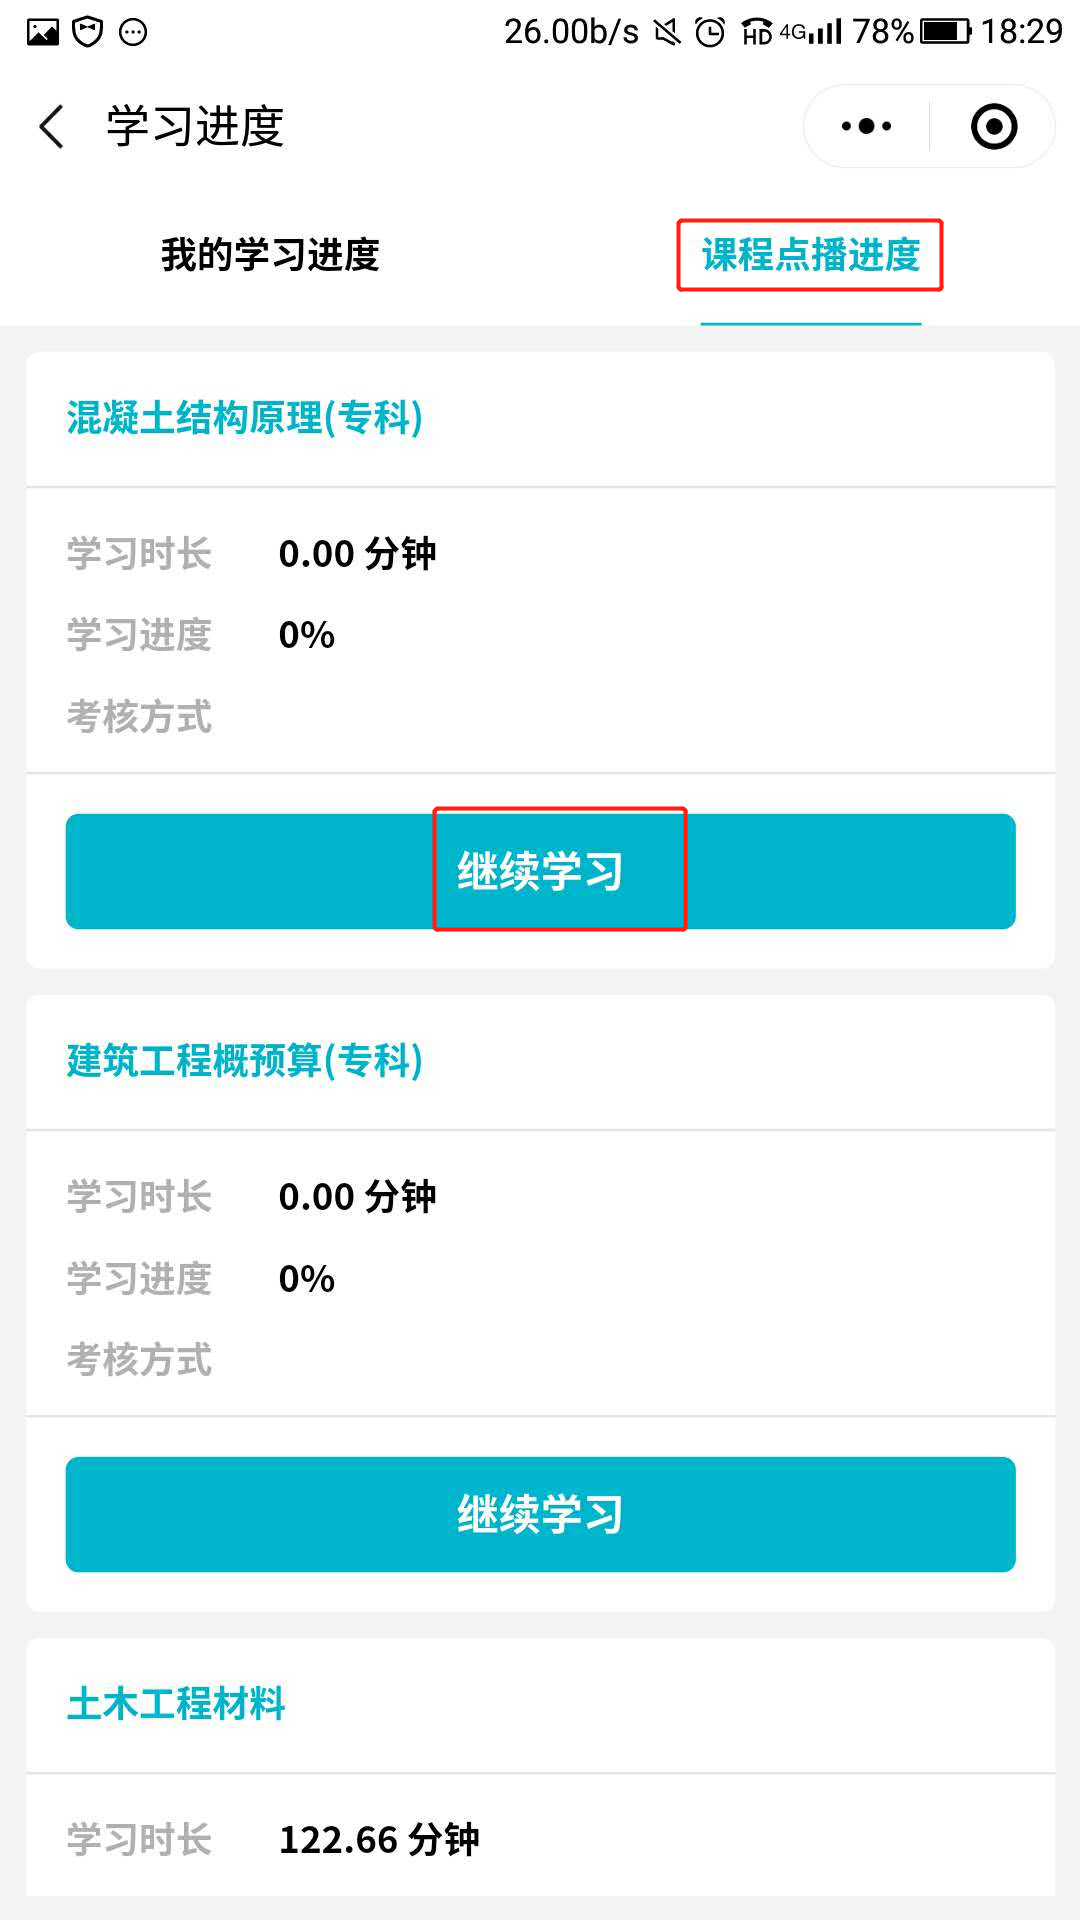 26.00b/s HD 4G 78% 18:29
学习进度
我的学习进度 课程点播进度
混凝土结构原理(专科)
学习时长 0.00 分钟
学习进度 0%
考核方式
继续学习
建筑工程概预算(专科)
学习时长 0.00 分钟
学习进度 0%
考核方式
继续学习
土木工程材料
学习时长 122.66 分钟